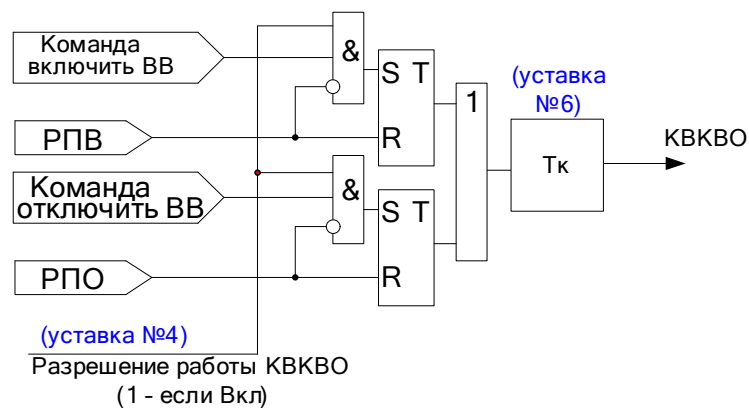 Команда
включить ВВ
&
S T
(уставка
№6)
1
РПВ
R
Тк
КВКВО
Команда
отключить ВВ
&
S T
РПО
R
(уставка №4)
Разрешение работы КВКВО
(1 - если Вкл)